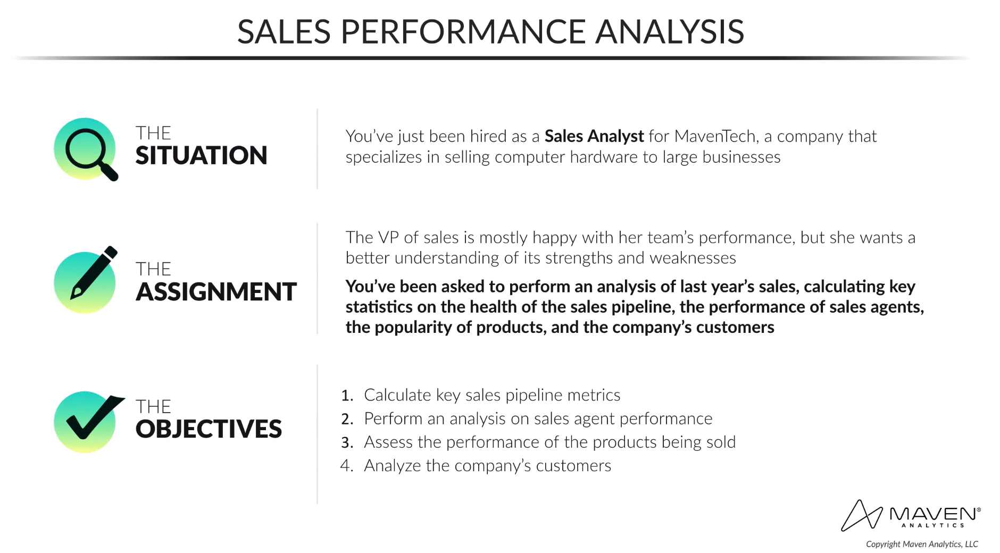 SALES PERFORMANCE ANALYSIS
THE
SITUATION
You’ve just been hired as a Sales Analyst for MavenTech, a company that
specializes in selling computer hardware to large businesses
THE
ASSIGNMENT
The VP of sales is mostly happy with her team’s performance, but she wants a
better understanding of its strengths and weaknesses
You’ve been asked to perform an analysis of last year’s sales, calculating key
statistics on the health of the sales pipeline, the performance of sales agents,
the popularity of products, and the company’s customers
THE
OBJECTIVES
1. Calculate key sales pipeline metrics
2. Perform an analysis on sales agent performance
3. Assess the performance of the products being sold
4. Analyze the company’s customers
MAVEN®
ANALYTICS
Copyright Maven Analytics, LLC